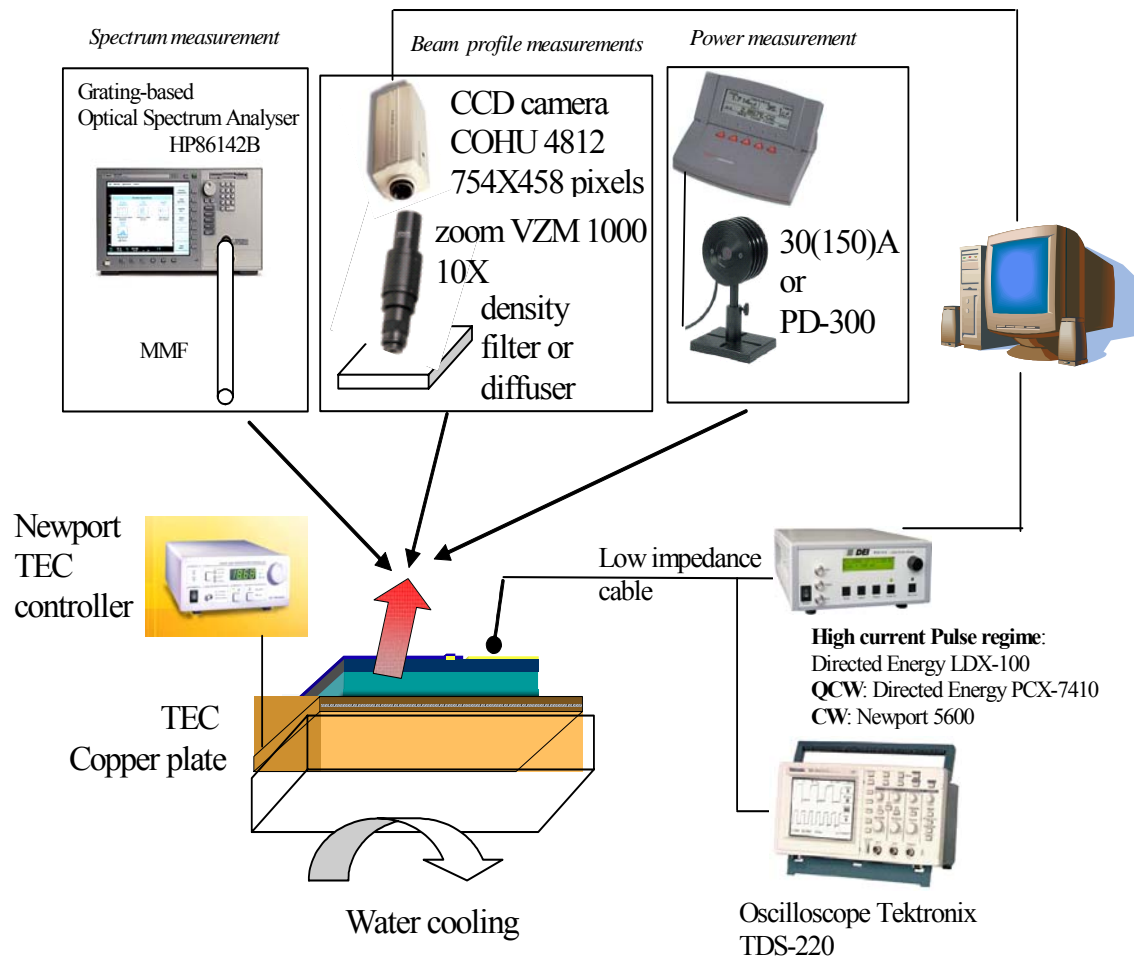 Spectrum measurement
Beam profile measurements
Power measurement
Grating-based
Optical Spectrum Analyser
HP86142B
MMF
CCD camera
COHU 4812
754X458 pixels
zoom VZM 1000
10X
density
filter or
diffuser
30(150)A
or
PD-300
Newport
TEC
controller
Low impedance
cable
DEI
High current Pulse regime:
Directed Energy LDX-100
QCW: Directed Energy PCX-7410
CW: Newport 5600
TEC
Copper plate
Water cooling
Oscilloscope Tektronix
TDS-220